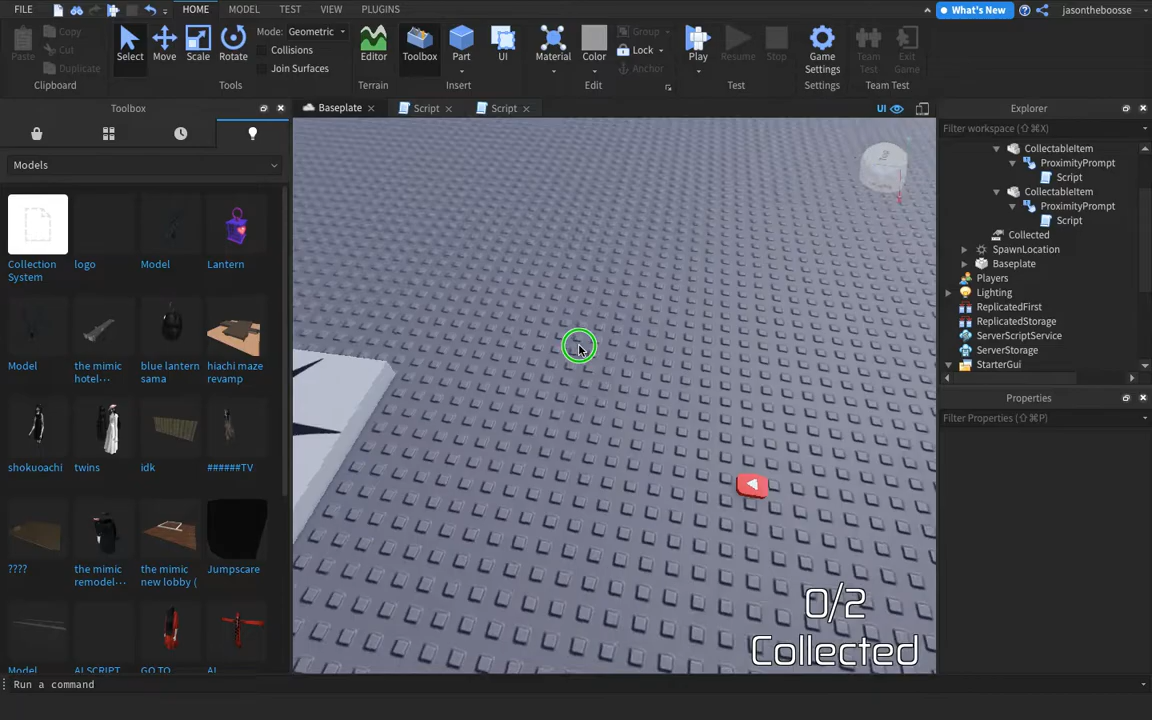 FILE HOME MODEL TEST VIEW PLUGINS What's New jasontheboosse
Paste Copy Cut Duplicate Clipboard
Select Move Scale Rotate Mode: Geometric Collisions Join Surfaces Tools
Editor Terrain
Toolbox Part UI Insert
Material Color Group Lock Anchor Edit
Play Resume Stop Test
Game Settings Settings
Team Test Exit Game Team Test
Toolbox
Baseplate Script Script UI
Explorer
Models
Collection System
logo
Model
Lantern
Model
the mimic hotel...
blue lantern sama
hiachi maze revamp
shokuoachi
twins
idk
######TV
????
the mimic remodel...
the mimic new lobby (
Jumpscare
Model
AI SCRIPT
GO TO
AI
0/2
Collected
Filter workspace (⇧⌘X)
CollectableItem
ProximityPrompt
Script
CollectableItem
ProximityPrompt
Script
Collected
SpawnLocation
Baseplate
Players
Lighting
ReplicatedFirst
ReplicatedStorage
ServerScriptService
ServerStorage
StarterGui
Properties
Filter Properties (⇧⌘P)
Run a command